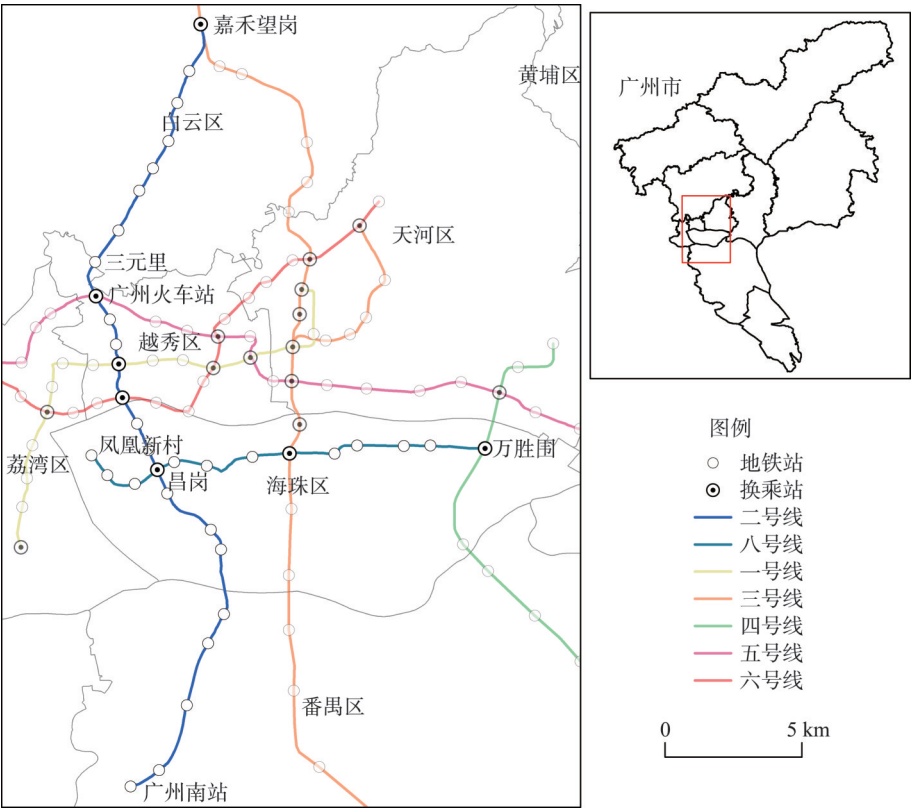 嘉禾望岗
黄埔区
白云区
天河区
三元里
广州火车站
越秀区
凤凰新村
荔湾区
昌岗
海珠区
万胜围
番禺区
广州南站
广州市
图例
地铁站
换乘站
二号线
八号线
一号线
三号线
四号线
五号线
六号线
0 5 km